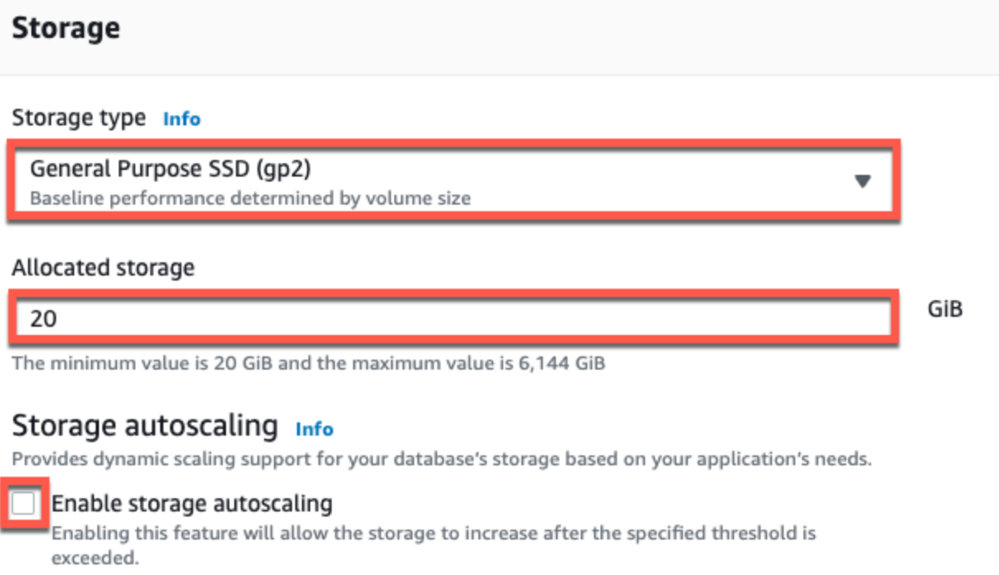 Storage
Storage type Info
General Purpose SSD (gp2)
Baseline performance determined by volume size
Allocated storage
20
GiB
The minimum value is 20 GiB and the maximum value is 6,144 GiB
Storage autoscaling Info
Provides dynamic scaling support for your database’s storage based on your application’s needs.
Enable storage autoscaling
Enabling this feature will allow the storage to increase after the specified threshold is
exceeded.